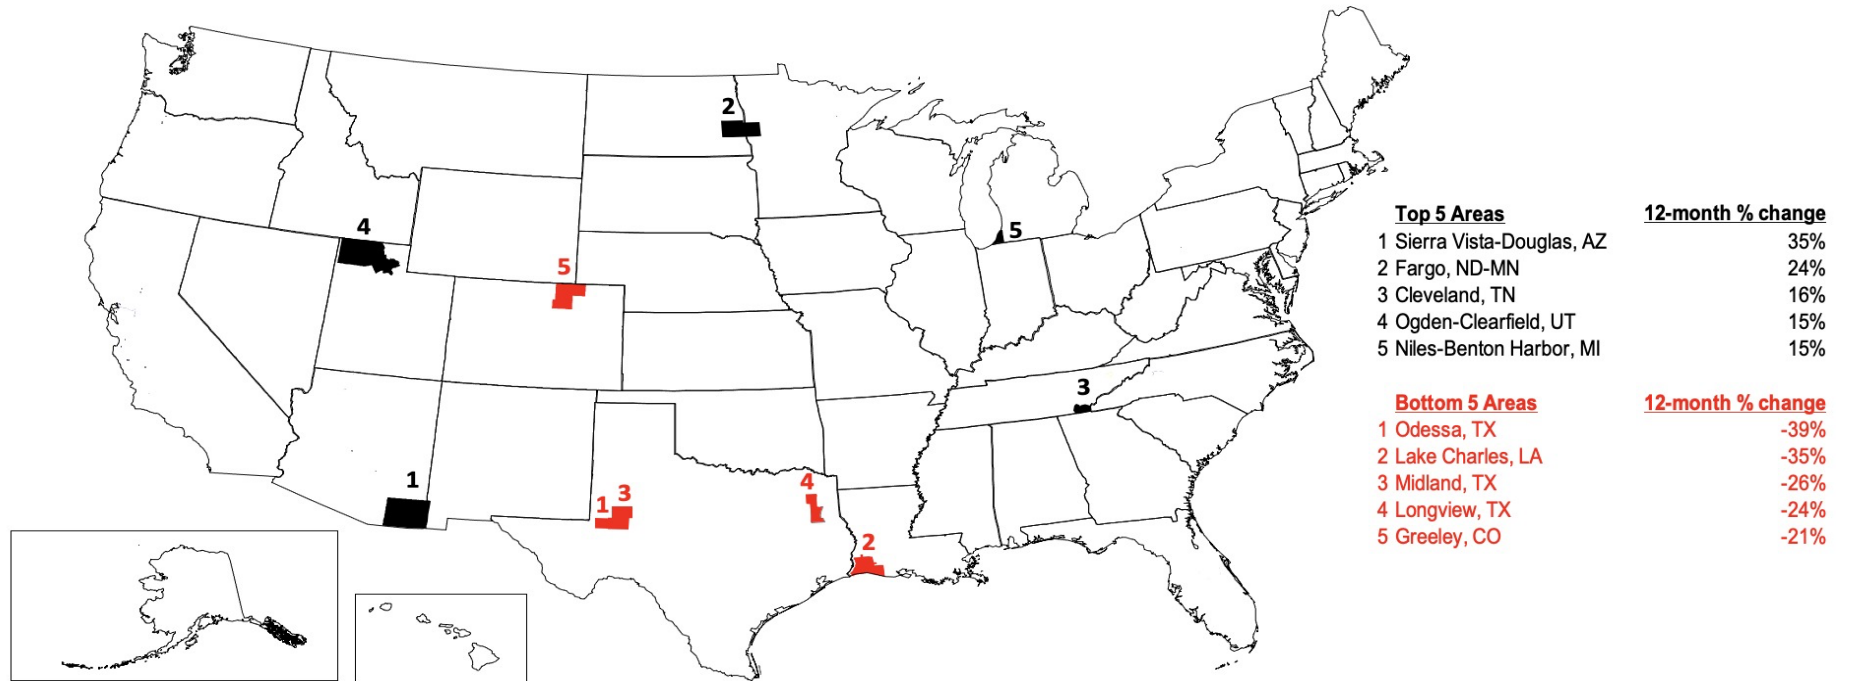 2
4
5
5
3
1
4
1 3
2
Top 5 Areas 12-month % change
1 Sierra Vista-Douglas, AZ 35%
2 Fargo, ND-MN 24%
3 Cleveland, TN 16%
4 Ogden-Clearfield, UT 15%
5 Niles-Benton Harbor, MI 15%
Bottom 5 Areas 12-month % change
1 Odessa, TX -39%
2 Lake Charles, LA -35%
3 Midland, TX -26%
4 Longview, TX -24%
5 Greeley, CO -21%